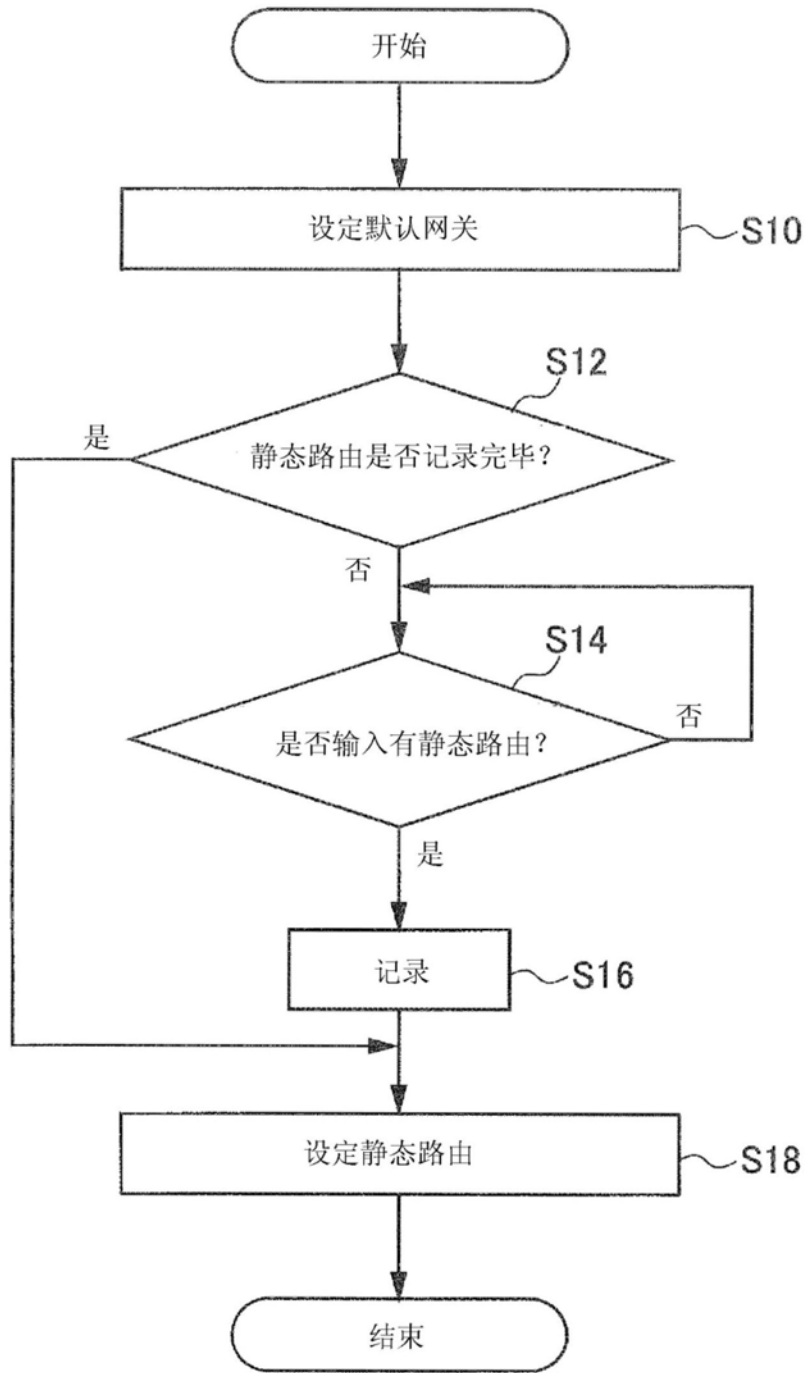 开始
设定默认网关
S10
S12
是
静态路由是否记录完毕？
否
S14
否
是否输入有静态路由？
是
记录
S16
设定静态路由
S18
结束